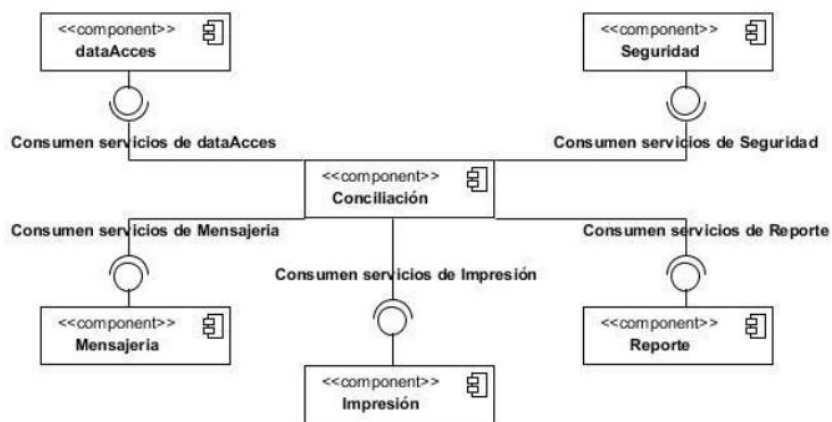 <<component>>
dataAcces
<<component>>
Seguridad
Consumen servicios de dataAcces
Consumen servicios de Seguridad
<<component>>
Conciliación
Consumen servicios de Mensajeria
Consumen servicios de Reporte
Consumen servicios de Impresión
<<component>>
Mensajeria
<<component>>
Reporte
<<component>>
Impresión